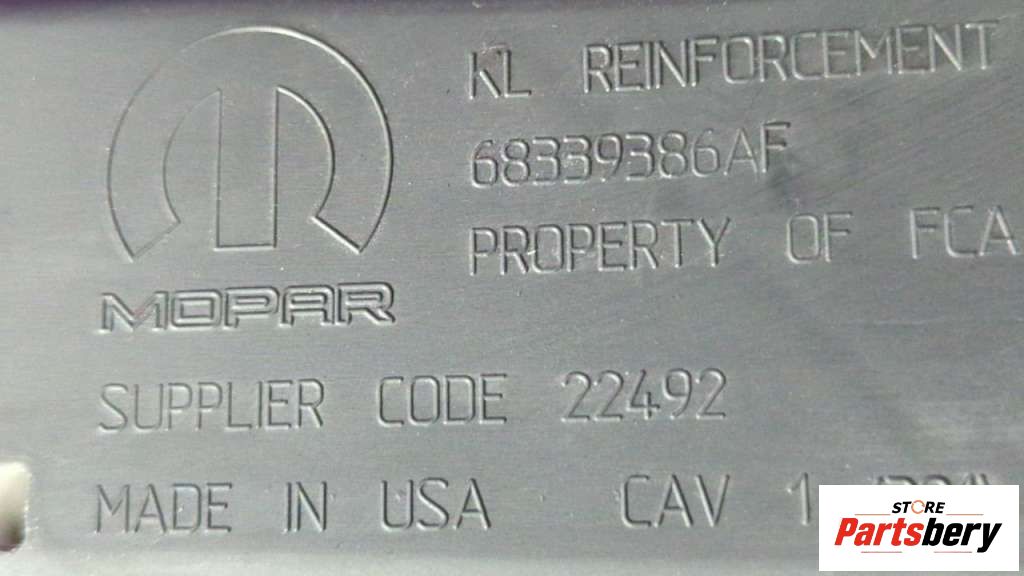 KL REINFORCEMENT
68339386AF
PROPERTY OF FCA
MOPAR
SUPPLIER CODE 22492
MADE IN USA CAV 1
STORE
Partsbery